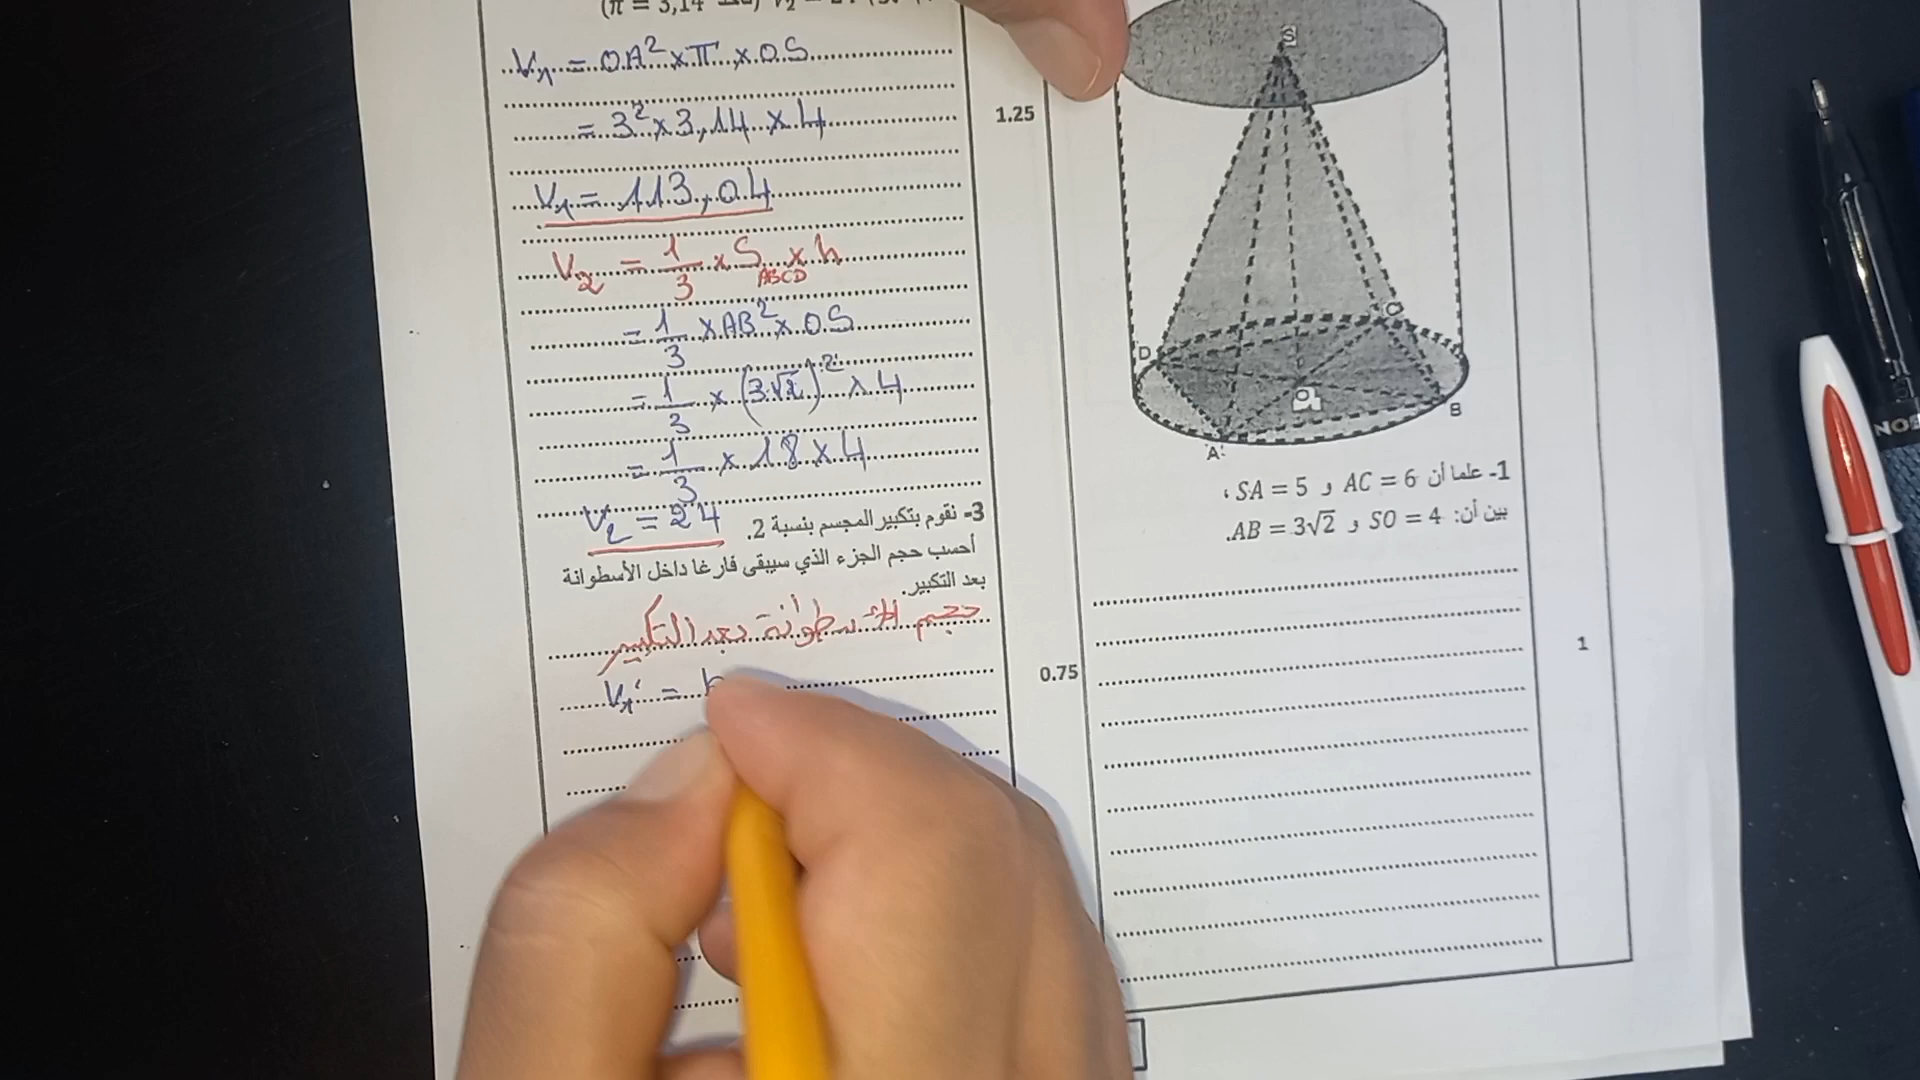 V₁ = OA² × π × OS
= 3² × 3,14 × 4
V₁ = 113,04
V₂ = 1/3 × S ABCD × h
= 1/3 × AB² × OS
= 1/3 × (3√2)² × 4
= 1/3 × 18 × 4
V₂ = 24
3- نقوم بتكبير المجسم بنسبة 2.
أحسب حجم الجزء الذي سيبقى فارغا داخل الأسطوانة
بعد التكبير.
حجم الأسطوانة بعد التكبير
V₁' =
1.25
0.75
S
D
C
O
B
A
1- علما أن AC = 6 و SA = 5 ،
بين أن: SO = 4 و AB = 3√2.
1